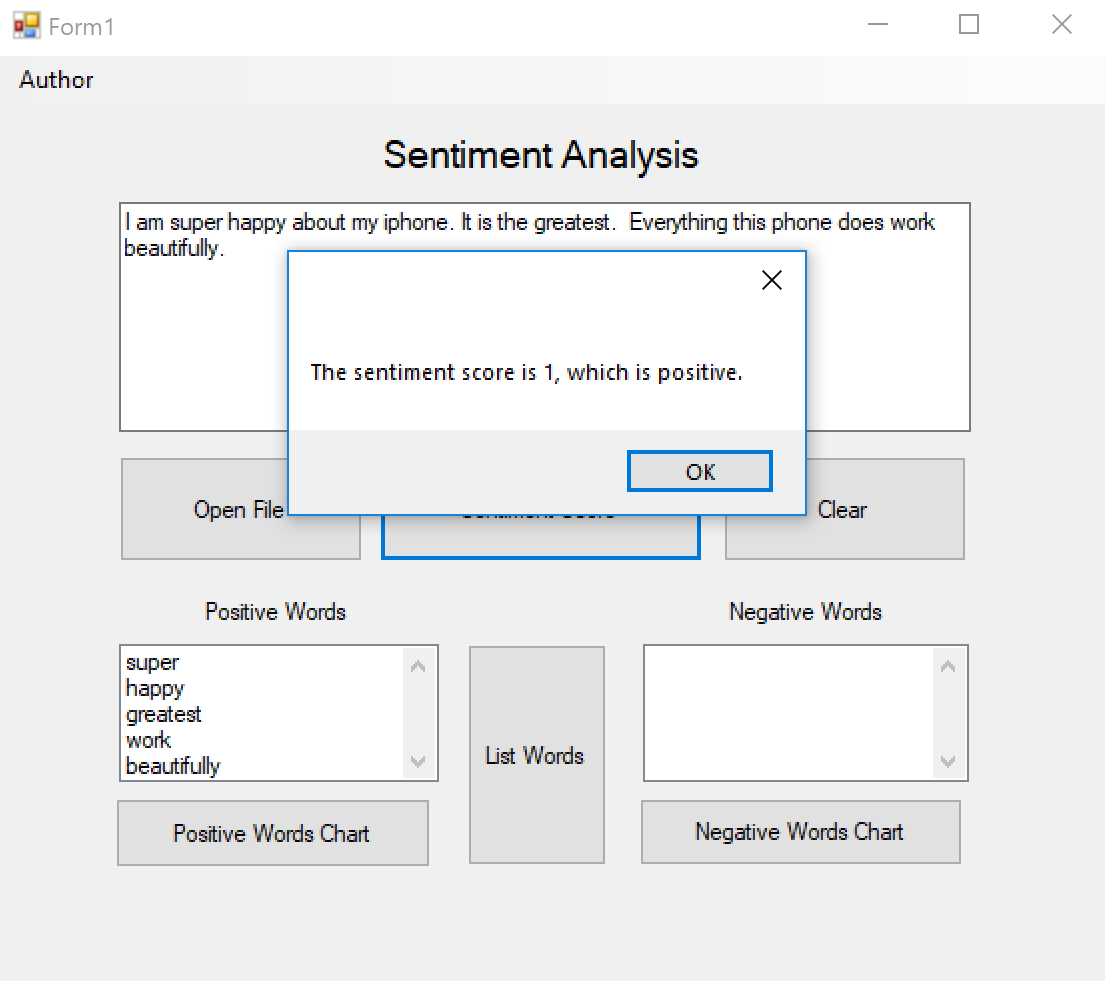 Form1
Author
Sentiment Analysis
I am super happy about my iphone. It is the greatest.  Everything this phone does work
beautifully.
The sentiment score is 1, which is positive.
OK
Open File
Clear
Positive Words
Negative Words
super
happy
greatest
work
beautifully
List Words
Positive Words Chart
Negative Words Chart